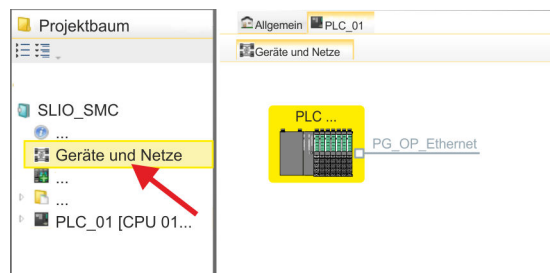 Projektbaum
SLIO_SMC
...
Geräte und Netze
...
...
PLC_01 [CPU 01...
Allgemein PLC_01
Geräte und Netze
PLC ...
PG_OP_Ethernet